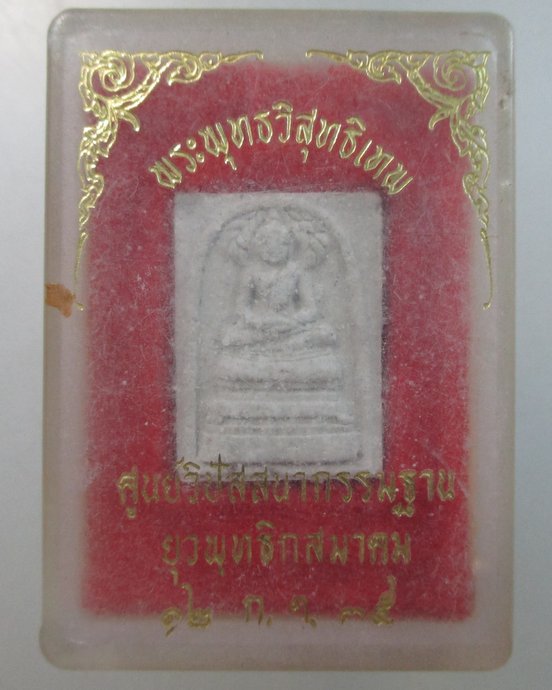 พระพุทธวิสุทธิเทพ
ศูนย์วิปัสสนากรรมฐาน
ยุวพุทธิกสมาคม
๑๒ ก.ค. ๓๕